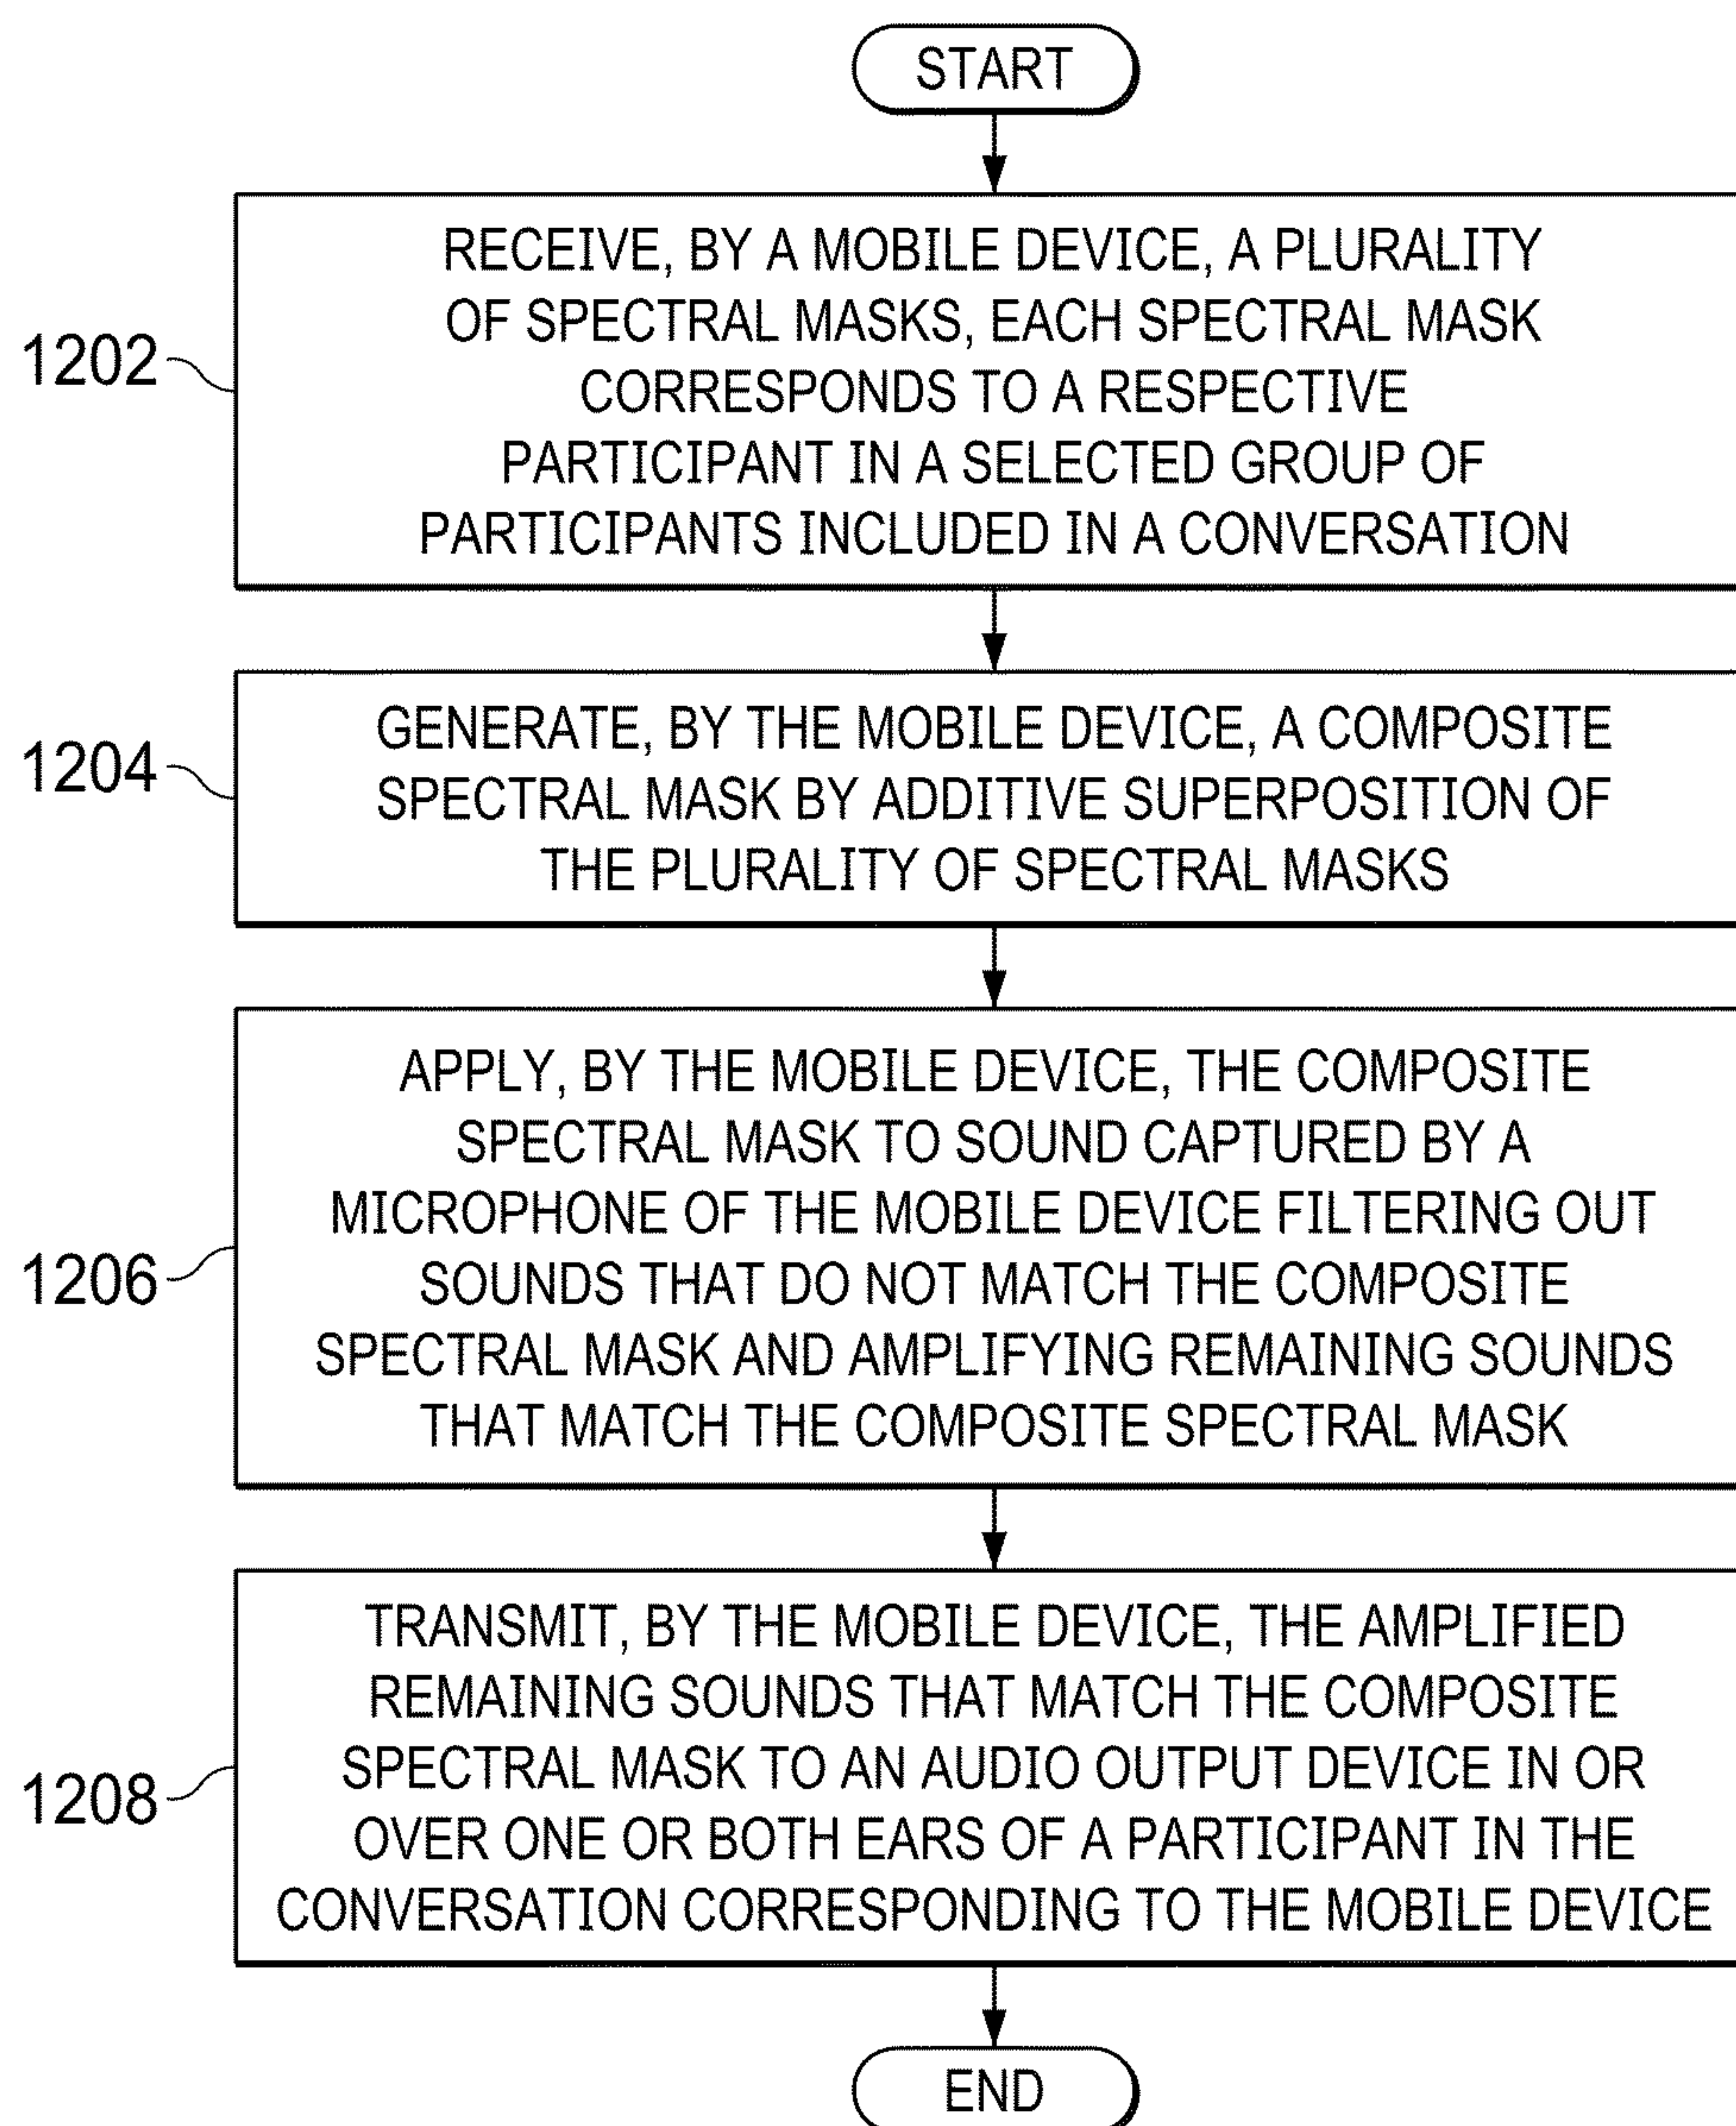 START
RECEIVE, BY A MOBILE DEVICE, A PLURALITY
OF SPECTRAL MASKS, EACH SPECTRAL MASK
CORRESPONDS TO A RESPECTIVE
PARTICIPANT IN A SELECTED GROUP OF
PARTICIPANTS INCLUDED IN A CONVERSATION
1202
GENERATE, BY THE MOBILE DEVICE, A COMPOSITE
SPECTRAL MASK BY ADDITIVE SUPERPOSITION OF
THE PLURALITY OF SPECTRAL MASKS
1204
APPLY, BY THE MOBILE DEVICE, THE COMPOSITE
SPECTRAL MASK TO SOUND CAPTURED BY A
MICROPHONE OF THE MOBILE DEVICE FILTERING OUT
SOUNDS THAT DO NOT MATCH THE COMPOSITE
SPECTRAL MASK AND AMPLIFYING REMAINING SOUNDS
THAT MATCH THE COMPOSITE SPECTRAL MASK
1206
TRANSMIT, BY THE MOBILE DEVICE, THE AMPLIFIED
REMAINING SOUNDS THAT MATCH THE COMPOSITE
SPECTRAL MASK TO AN AUDIO OUTPUT DEVICE IN OR
OVER ONE OR BOTH EARS OF A PARTICIPANT IN THE
CONVERSATION CORRESPONDING TO THE MOBILE DEVICE
1208
END